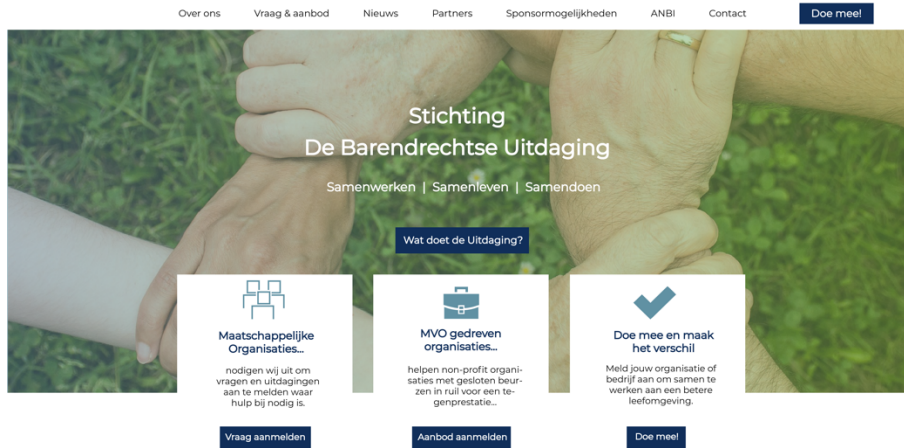 Over ons Vraag & aanbod Nieuws Partners Sponsormogelijkheden ANBI Contact Doe mee!
Stichting
De Barendrechtse Uitdaging
Samenwerken | Samenleven | Samendoen
Wat doet de Uitdaging?
Maatschappelijke
Organisaties...
nodigen wij uit om
vragen en uitdagingen
aan te melden waar
hulp bij nodig is.
Vraag aanmelden
MVO gedreven
organisaties...
helpen non-profit organi-
saties met gesloten beur-
zen in ruil voor een te-
genprestatie...
Aanbod aanmelden
Doe mee en maak
het verschil
Meld jouw organisatie of
bedrijf aan om samen te
werken aan een betere
leefomgeving.
Doe mee!